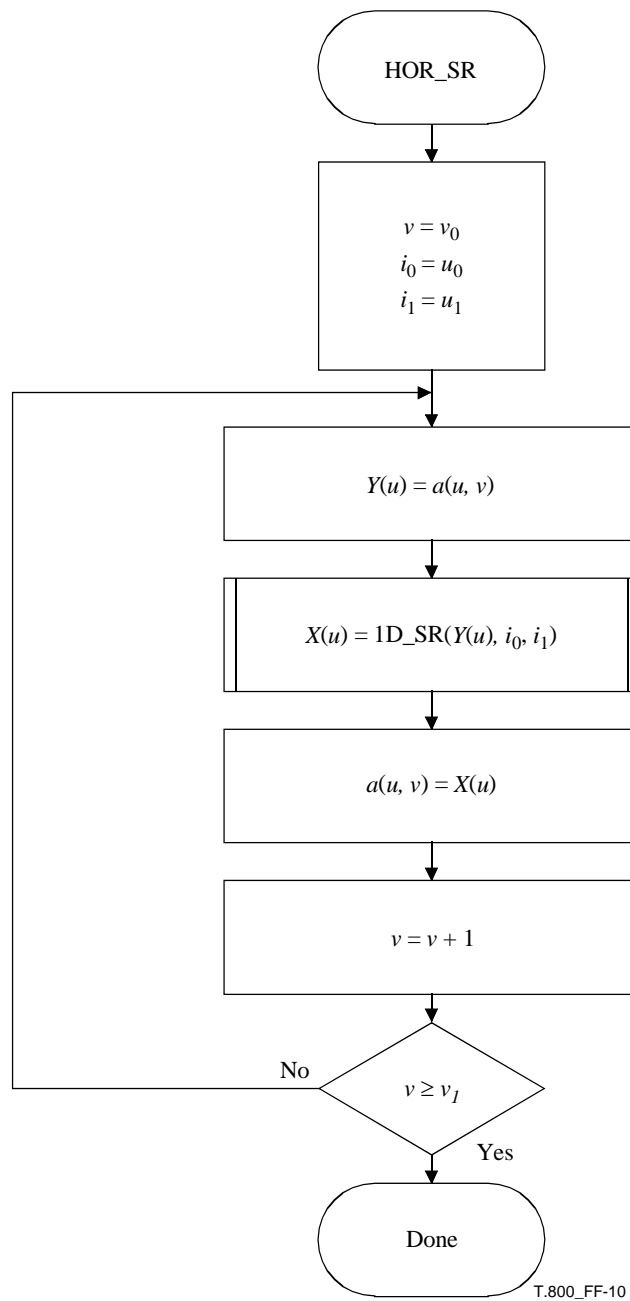 HOR_SR
v = v₀
i₀ = u₀
i₁ = u₁
Y(u) = a(u, v)
X(u) = 1D_SR(Y(u), i₀, i₁)
a(u, v) = X(u)
v = v + 1
No
v ≥ v₁
Yes
Done
T.800_FF-10